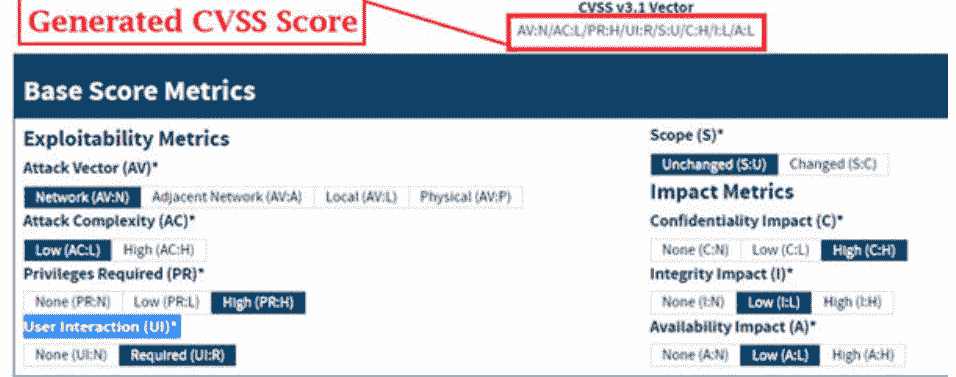 Generated CVSS Score
CVSS v3.1 Vector
AV:N/AC:L/PR:H/UI:R/S:U/C:H/I:L/A:L
Base Score Metrics
Exploitability Metrics
Attack Vector (AV)*
Network (AV:N) Adjacent Network (AV:A) Local (AV:L) Physical (AV:P)
Attack Complexity (AC)*
Low (AC:L) High (AC:H)
Privileges Required (PR)*
None (PR:N) Low (PR:L) High (PR:H)
User Interaction (UI)*
None (UI:N) Required (UI:R)
Scope (S)*
Unchanged (S:U) Changed (S:C)
Impact Metrics
Confidentiality Impact (C)*
None (C:N) Low (C:L) High (C:H)
Integrity Impact (I)*
None (I:N) Low (I:L) High (I:H)
Availability Impact (A)*
None (A:N) Low (A:L) High (A:H)